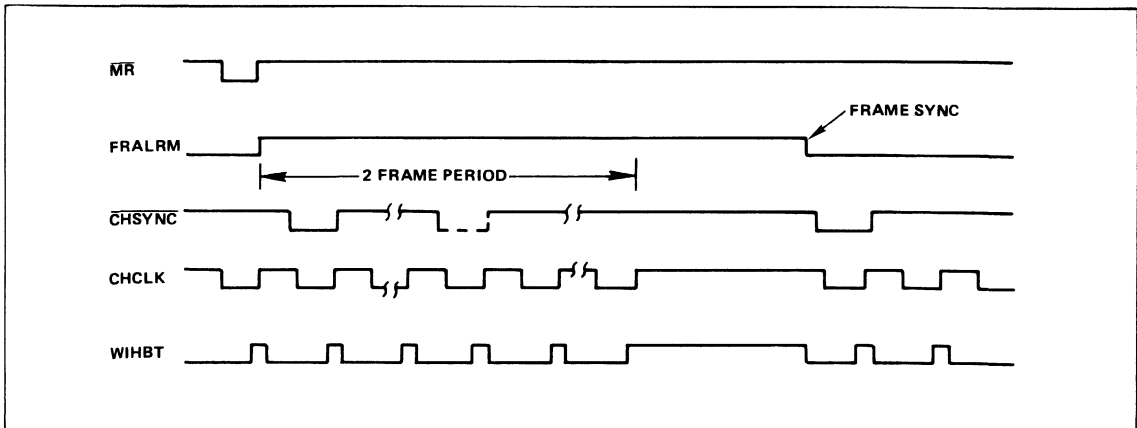 MR
FRAME SYNC
FRALRM
2 FRAME PERIOD
CHSYNC
CHCLK
WIHBT